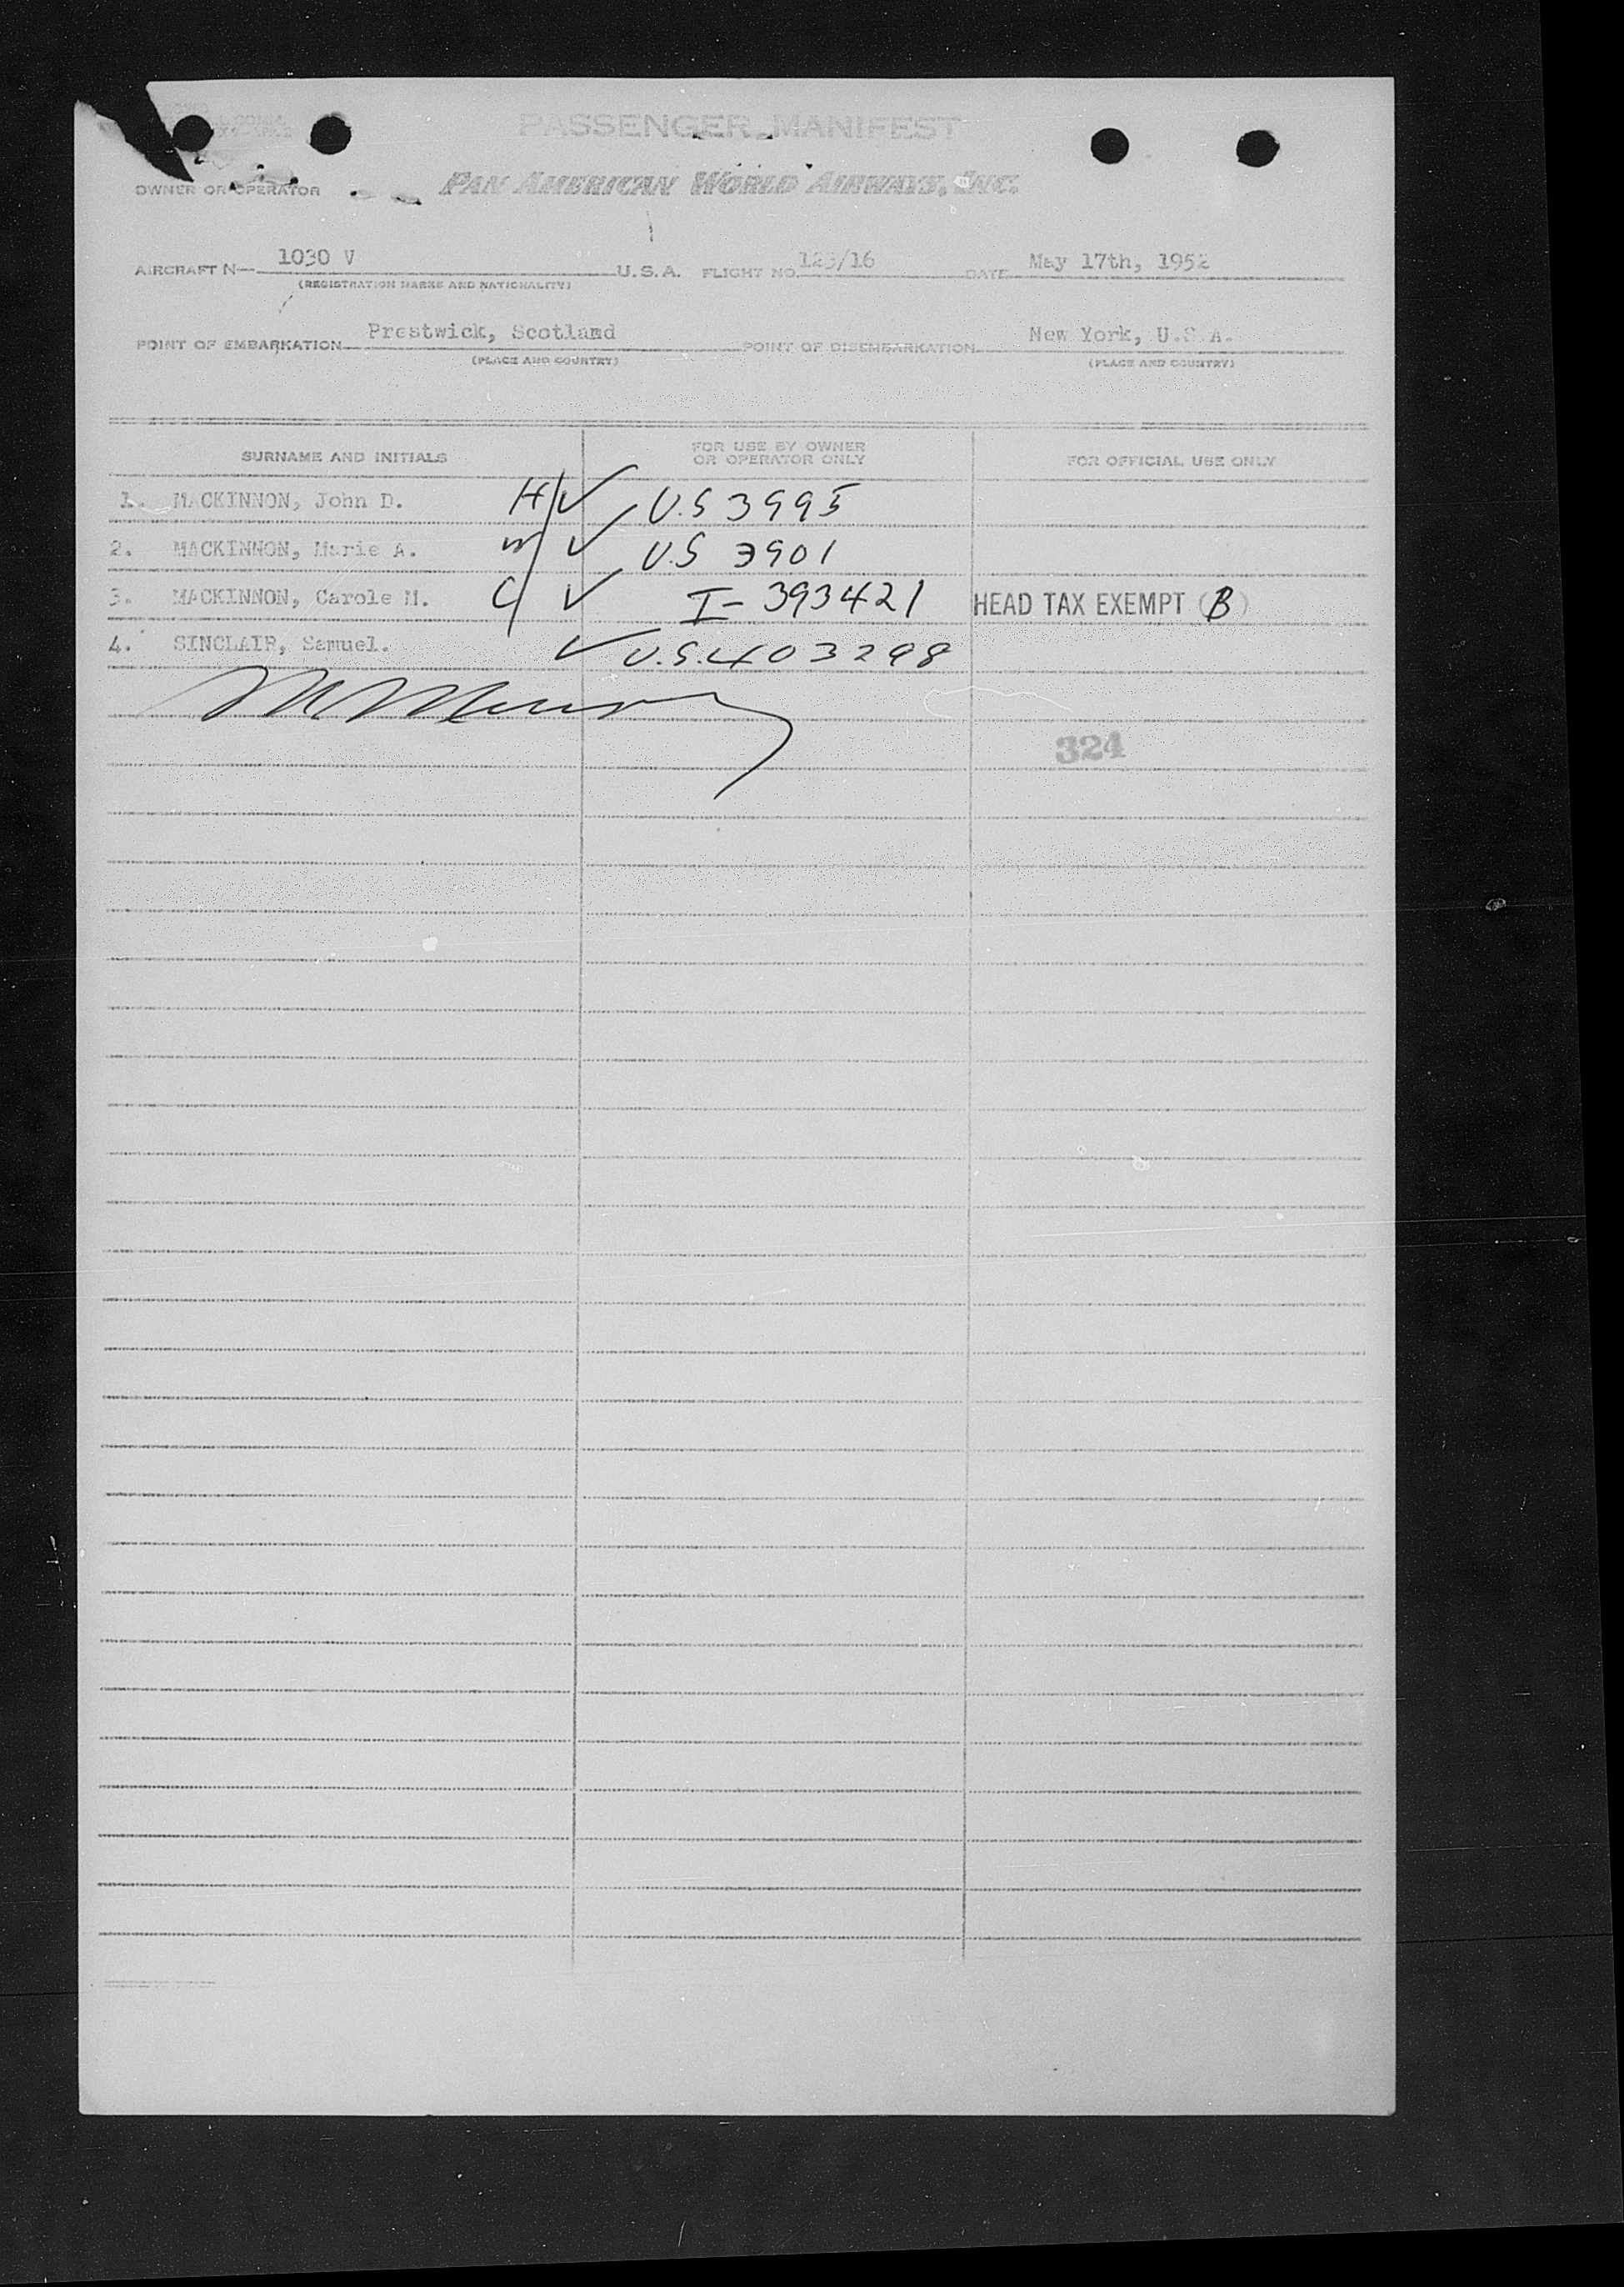 PASSENGER MANIFEST
OWNER OR OPERATOR PAN AMERICAN WORLD AIRWAYS, INC.
AIRCRAFT N— 1030 V U.S.A. FLIGHT NO. 123/16 DATE May 17th, 1952
(REGISTRATION MARKS AND NATIONALITY)
POINT OF EMBARKATION Prestwick, Scotland POINT OF DISEMBARKATION New York, U.S.A.
(PLACE AND COUNTRY) (PLACE AND COUNTRY)
SURNAME AND INITIALS FOR USE BY OWNER OR OPERATOR ONLY FOR OFFICIAL USE ONLY
1. MACKINNON, John D. H/✓ U.S 3995
2. MACKINNON, Marie A. W/✓ U.S 3901
3. MACKINNON, Carole M. C/✓ I-393421 HEAD TAX EXEMPT (B)
4. SINCLAIR, Samuel. ✓ U.S.403298
324